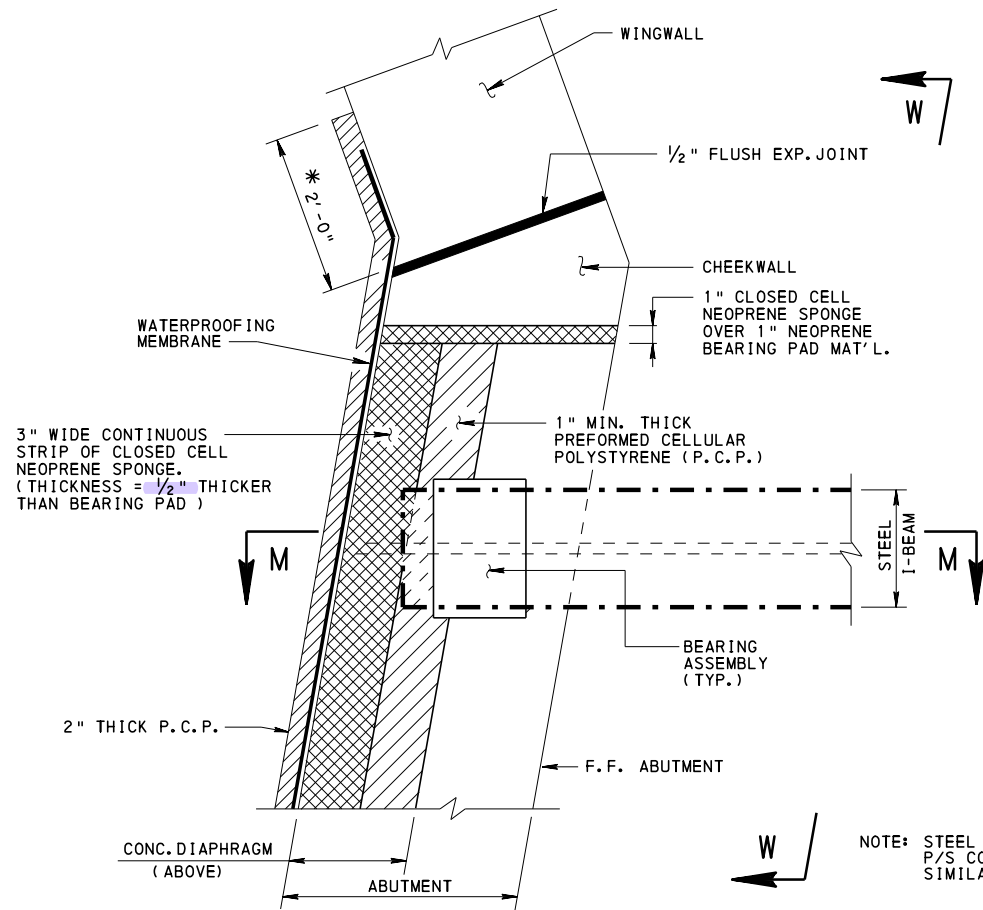 WINGWALL
W
1/2" FLUSH EXP. JOINT
* 2'-0"
CHEEKWALL
1" CLOSED CELL
NEOPRENE SPONGE
OVER 1" NEOPRENE
BEARING PAD MAT'L.
WATERPROOFING
MEMBRANE
3" WIDE CONTINUOUS
STRIP OF CLOSED CELL
NEOPRENE SPONGE.
(THICKNESS = 1/2" THICKER
THAN BEARING PAD )
1" MIN. THICK
PREFORMED CELLULAR
POLYSTYRENE (P.C.P.)
M
STEEL
I-BEAM
M
BEARING
ASSEMBLY
(TYP.)
2" THICK P.C.P.
F.F. ABUTMENT
CONC. DIAPHRAGM
(ABOVE)
ABUTMENT
W
NOTE: STEEL
P/S CO
SIMILA